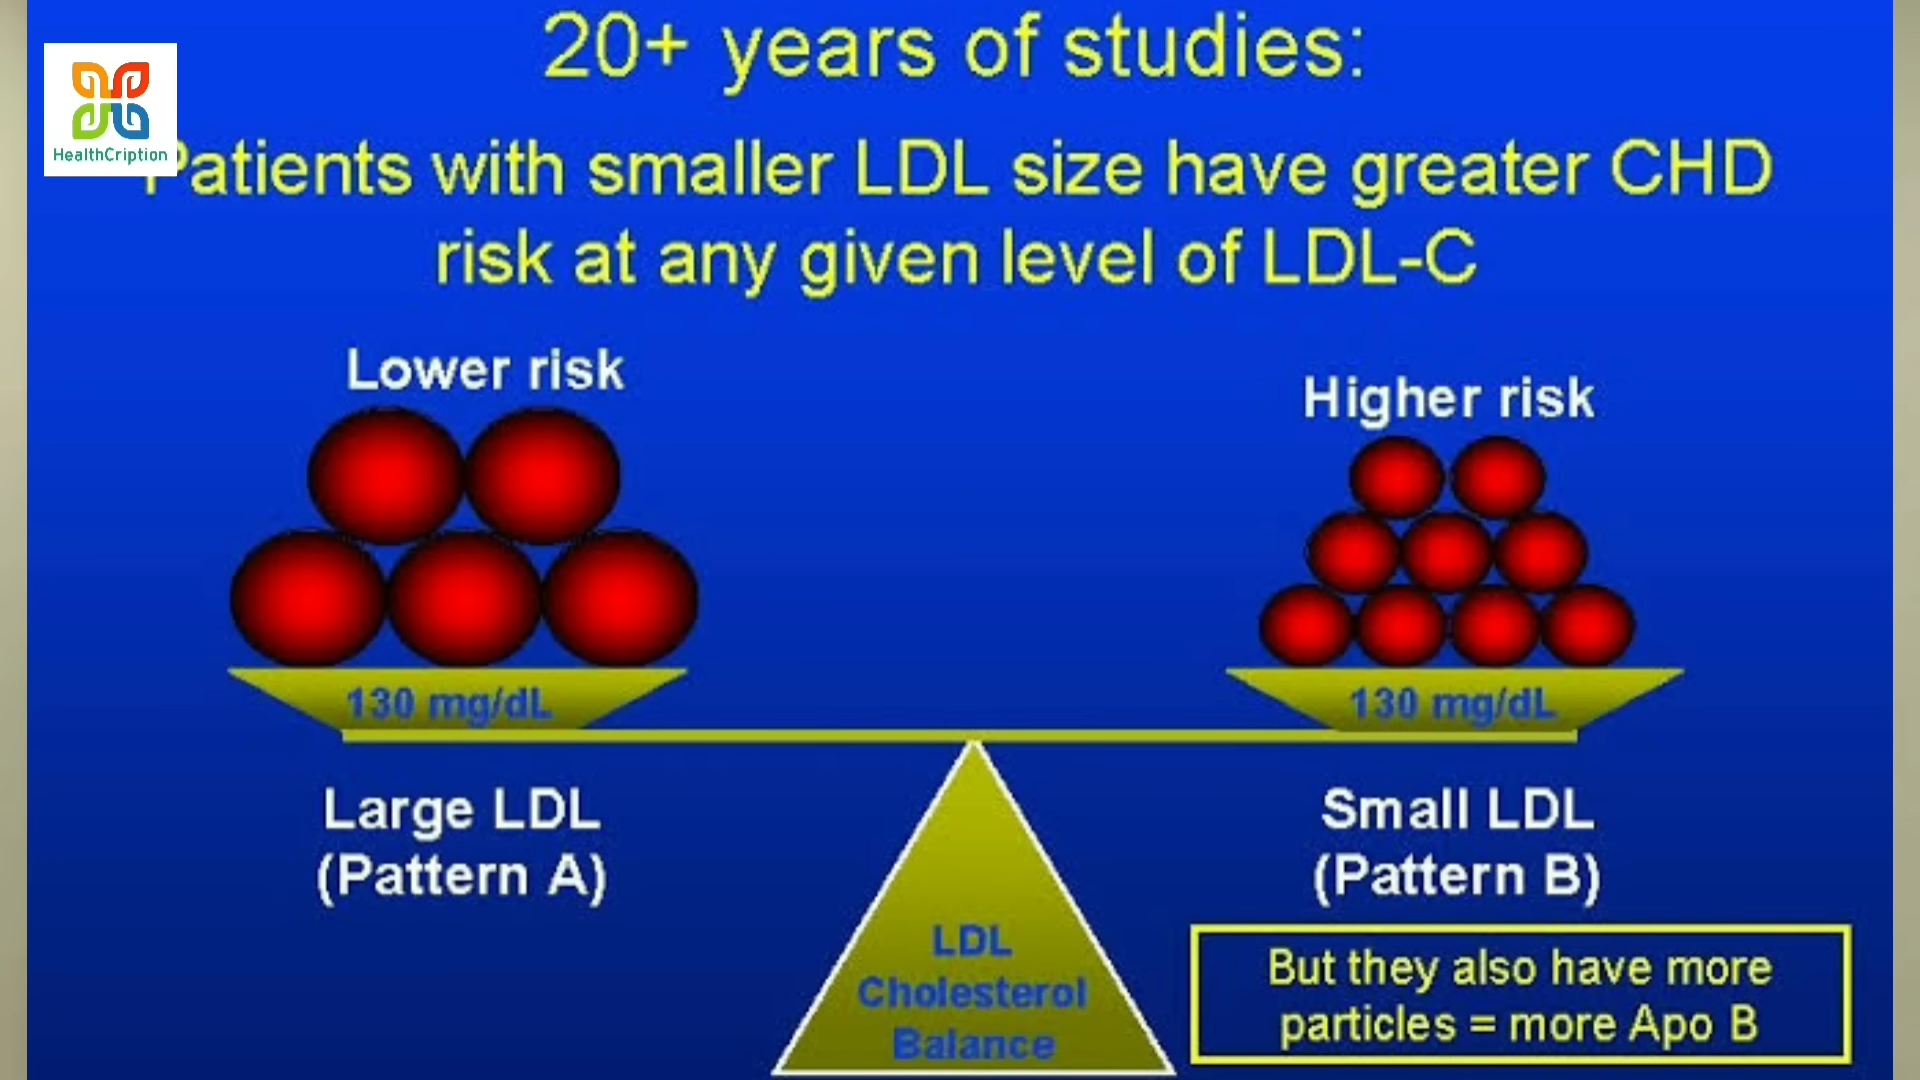 20+ years of studies:
HealthCription
Patients with smaller LDL size have greater CHD
risk at any given level of LDL-C
Lower risk
Higher risk
130 mg/dL
130 mg/dL
Large LDL
(Pattern A)
Small LDL
(Pattern B)
LDL
Cholesterol
Balance
But they also have more
particles = more Apo B